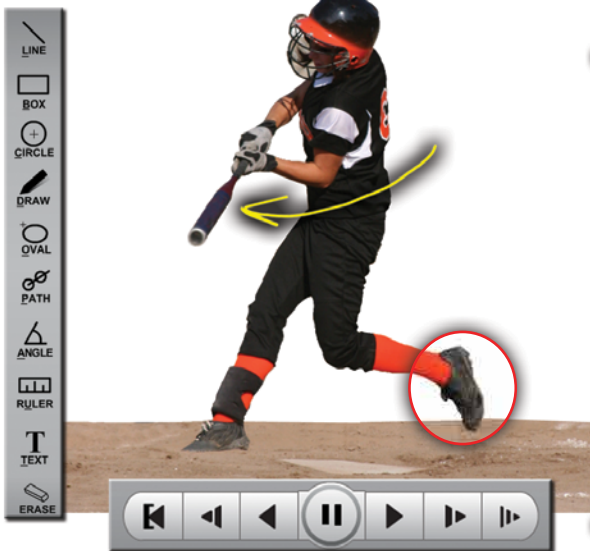 LINE
BOX
CIRCLE
DRAW
OVAL
PATH
ANGLE
RULER
T
TEXT
ERASE